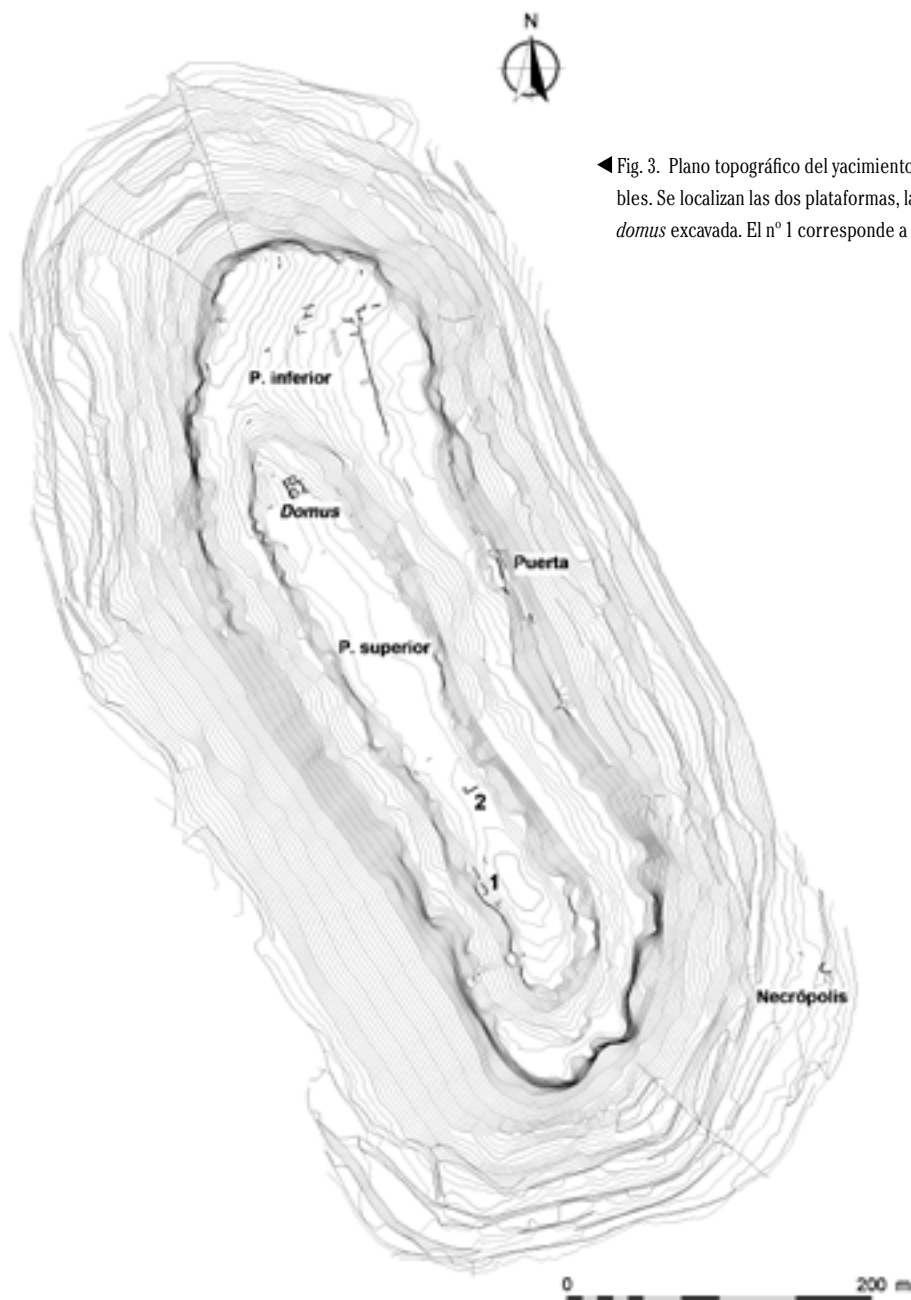 N
◄ Fig. 3. Plano topográfico del yacimiento
bles. Se localizan las dos plataformas, la
domus excavada. El nº 1 corresponde a
P. inferior
Domus
Puerta
P. superior
2
1
Necrópolis
0 200 m